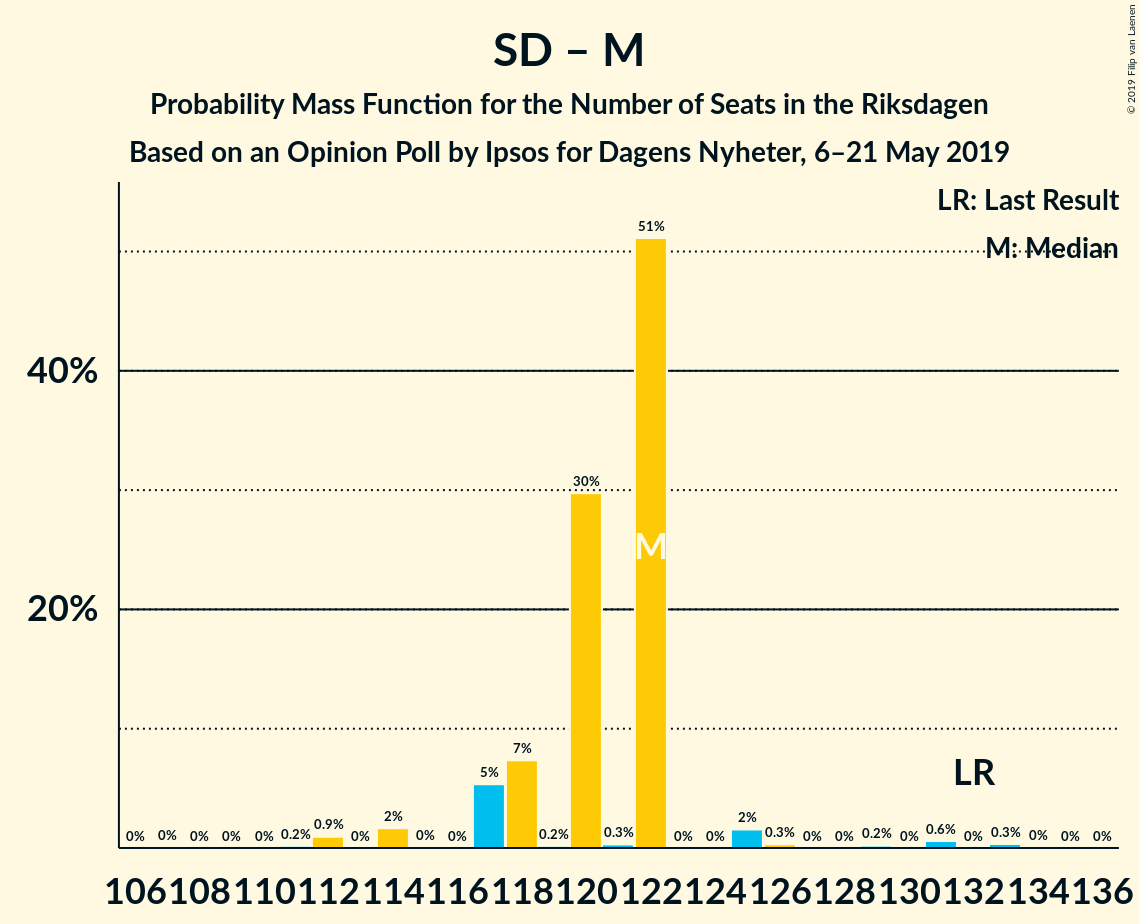 SD – M
Probability Mass Function for the Number of Seats in the Riksdagen
Based on an Opinion Poll by Ipsos for Dagens Nyheter, 6–21 May 2019
© 2019 Filip van Laenen
LR: Last Result
M: Median
40%
20%
0% 0% 0% 0% 0% 0.2% 0.9% 0% 2% 0% 0% 5% 7% 0.2% 30% 0.3% 51% 0% 0% 2% 0.3% 0% 0% 0.2% 0% 0.6% 0% 0.3% 0% 0% 0%
M
LR
106 108 110 112 114 116 118 120 122 124 126 128 130 132 134 136